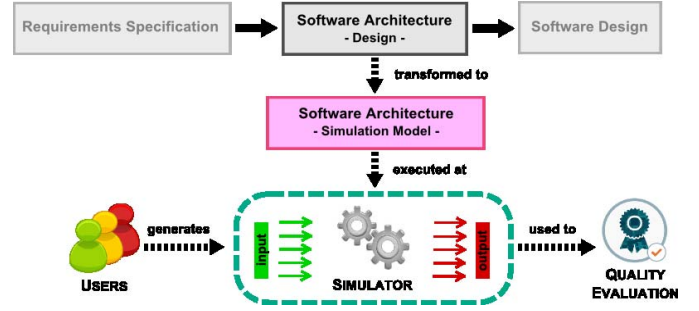 Requirements Specification
Software Architecture
- Design -
Software Design
transformed to
Software Architecture
- Simulation Model -
executed at
generates
input
output
used to
USERS
SIMULATOR
QUALITY
EVALUATION